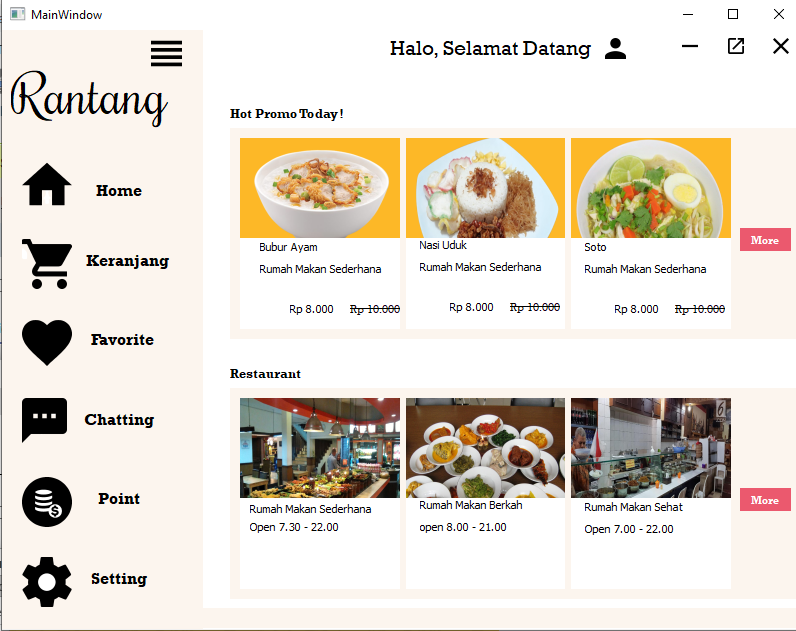 MainWindow
Halo, Selamat Datang
Rantang
Home
Keranjang
Favorite
Chatting
Point
Setting
Hot Promo Today!
Bubur Ayam
Rumah Makan Sederhana
Rp 8.000 Rp 10.000
Nasi Uduk
Rumah Makan Sederhana
Rp 8.000 Rp 10.000
Soto
Rumah Makan Sederhana
Rp 8.000 Rp 10.000
More
Restaurant
Rumah Makan Sederhana
Open 7.30 - 22.00
Rumah Makan Berkah
open 8.00 - 21.00
6
Rumah Makan Sehat
Open 7.00 - 22.00
More